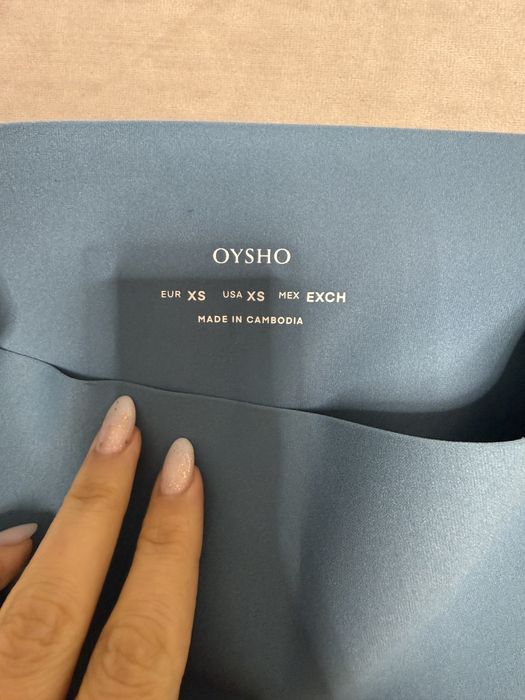 OYSHO
EUR XS USA XS MEX EXCH
MADE IN CAMBODIA